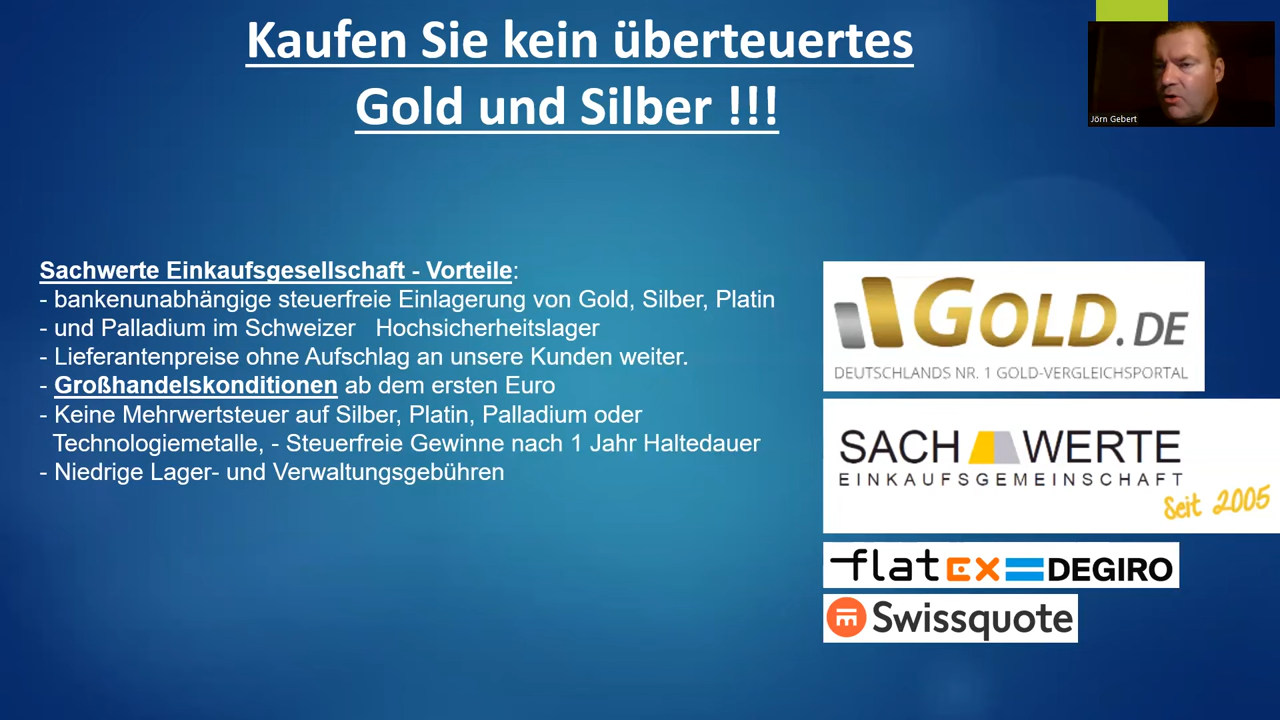 Kaufen Sie kein überteuertes
Gold und Silber !!!
Jörn Gebert
Sachwerte Einkaufsgesellschaft - Vorteile:
- bankenunabhängige steuerfreie Einlagerung von Gold, Silber, Platin
- und Palladium im Schweizer Hochsicherheitslager
- Lieferantenpreise ohne Aufschlag an unsere Kunden weiter.
- Großhandelskonditionen ab dem ersten Euro
- Keine Mehrwertsteuer auf Silber, Platin, Palladium oder
Technologiemetalle, - Steuerfreie Gewinne nach 1 Jahr Haltedauer
- Niedrige Lager- und Verwaltungsgebühren
GOLD.DE
DEUTSCHLANDS NR. 1 GOLD-VERGLEICHSPORTAL
SACHWERTE
EINKAUFSGEMEINSCHAFT
Seit 2005
flatex=DEGIRO
Swissquote